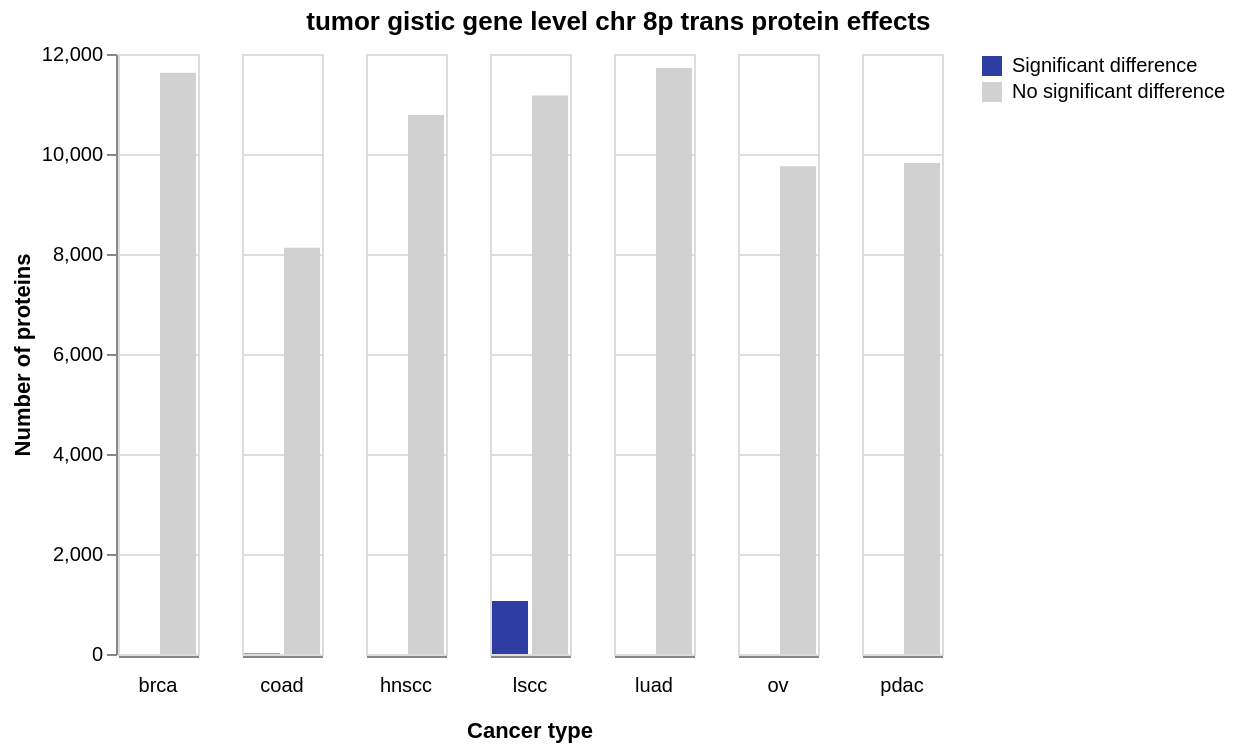 tumor gistic gene level chr 8p trans protein effects
12,000
10,000
8,000
6,000
4,000
2,000
0
Number of proteins
brca coad hnscc lscc luad ov pdac
Cancer type
Significant difference
No significant difference